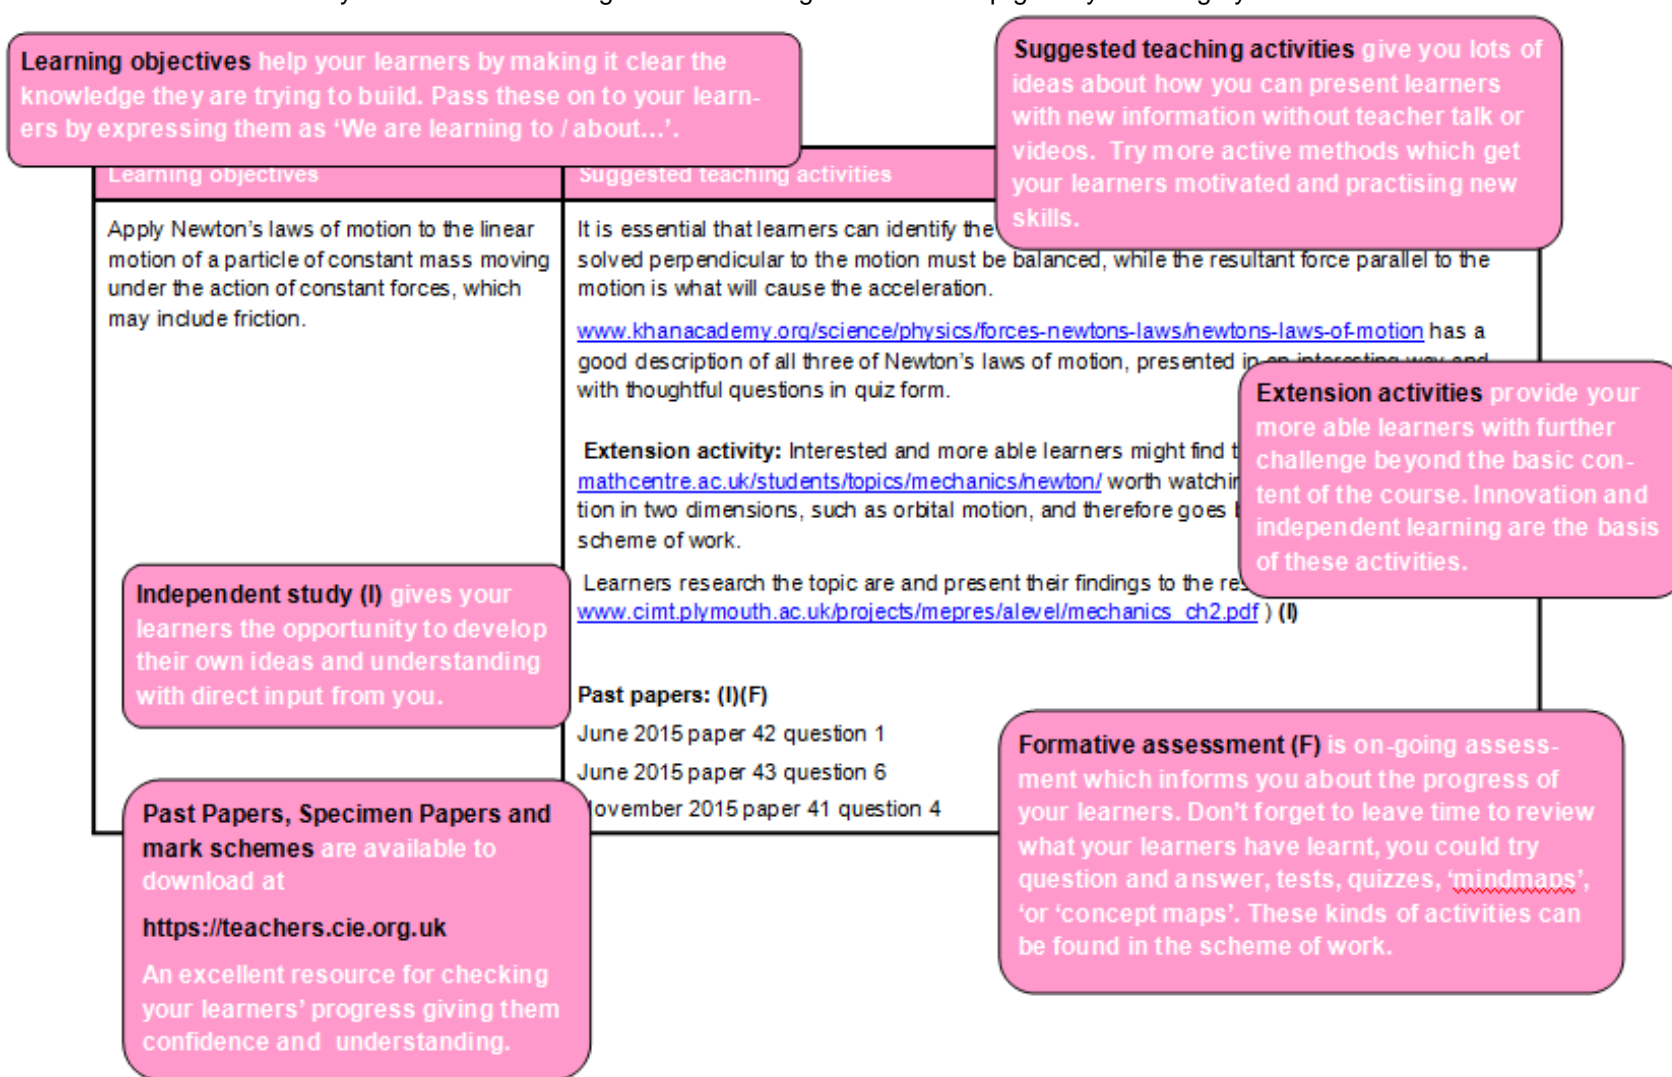 Learning objectives help your learners by making it clear the
knowledge they are trying to build. Pass these on to your learn-
ers by expressing them as ‘We are learning to / about...’.
Suggested teaching activities give you lots of
ideas about how you can present learners
with new information without teacher talk or
videos. Try more active methods which get
your learners motivated and practising new
skills.
Learning objectives
Suggested teaching activities
Apply Newton’s laws of motion to the linear
motion of a particle of constant mass moving
under the action of constant forces, which
may include friction.
It is essential that learners can identify the
solved perpendicular to the motion must be balanced, while the resultant force parallel to the
motion is what will cause the acceleration.
www.khanacademy.org/science/physics/forces-newtons-laws/newtons-laws-of-motion has a
good description of all three of Newton’s laws of motion, presented in an interesting way and
with thoughtful questions in quiz form.
Extension activity: Interested and more able learners might find
mathcentre.ac.uk/students/topics/mechanics/newton/ worth
tion in two dimensions, such as orbital motion, and therefore goes
scheme of work.
Learners research the topic are and present their findings to the
www.cimt.plymouth.ac.uk/projects/mepres/alevel/mechanics_ch2.pdf ) (I)
Past papers: (I)(F)
June 2015 paper 42 question 1
June 2015 paper 43 question 6
November 2015 paper 41 question 4
Extension activities provide your
more able learners with further
challenge beyond the basic con-
tent of the course. Innovation and
independent learning are the basis
of these activities.
Independent study (I) gives your
learners the opportunity to develop
their own ideas and understanding
with direct input from you.
Formative assessment (F) is on-going assess-
ment which informs you about the progress of
your learners. Don’t forget to leave time to review
what your learners have learnt, you could try
question and answer, tests, quizzes, ‘mindmaps’,
‘or ‘concept maps’. These kinds of activities can
be found in the scheme of work.
Past Papers, Specimen Papers and
mark schemes are available to
download at
https://teachers.cie.org.uk
An excellent resource for checking
your learners’ progress giving them
confidence and understanding.